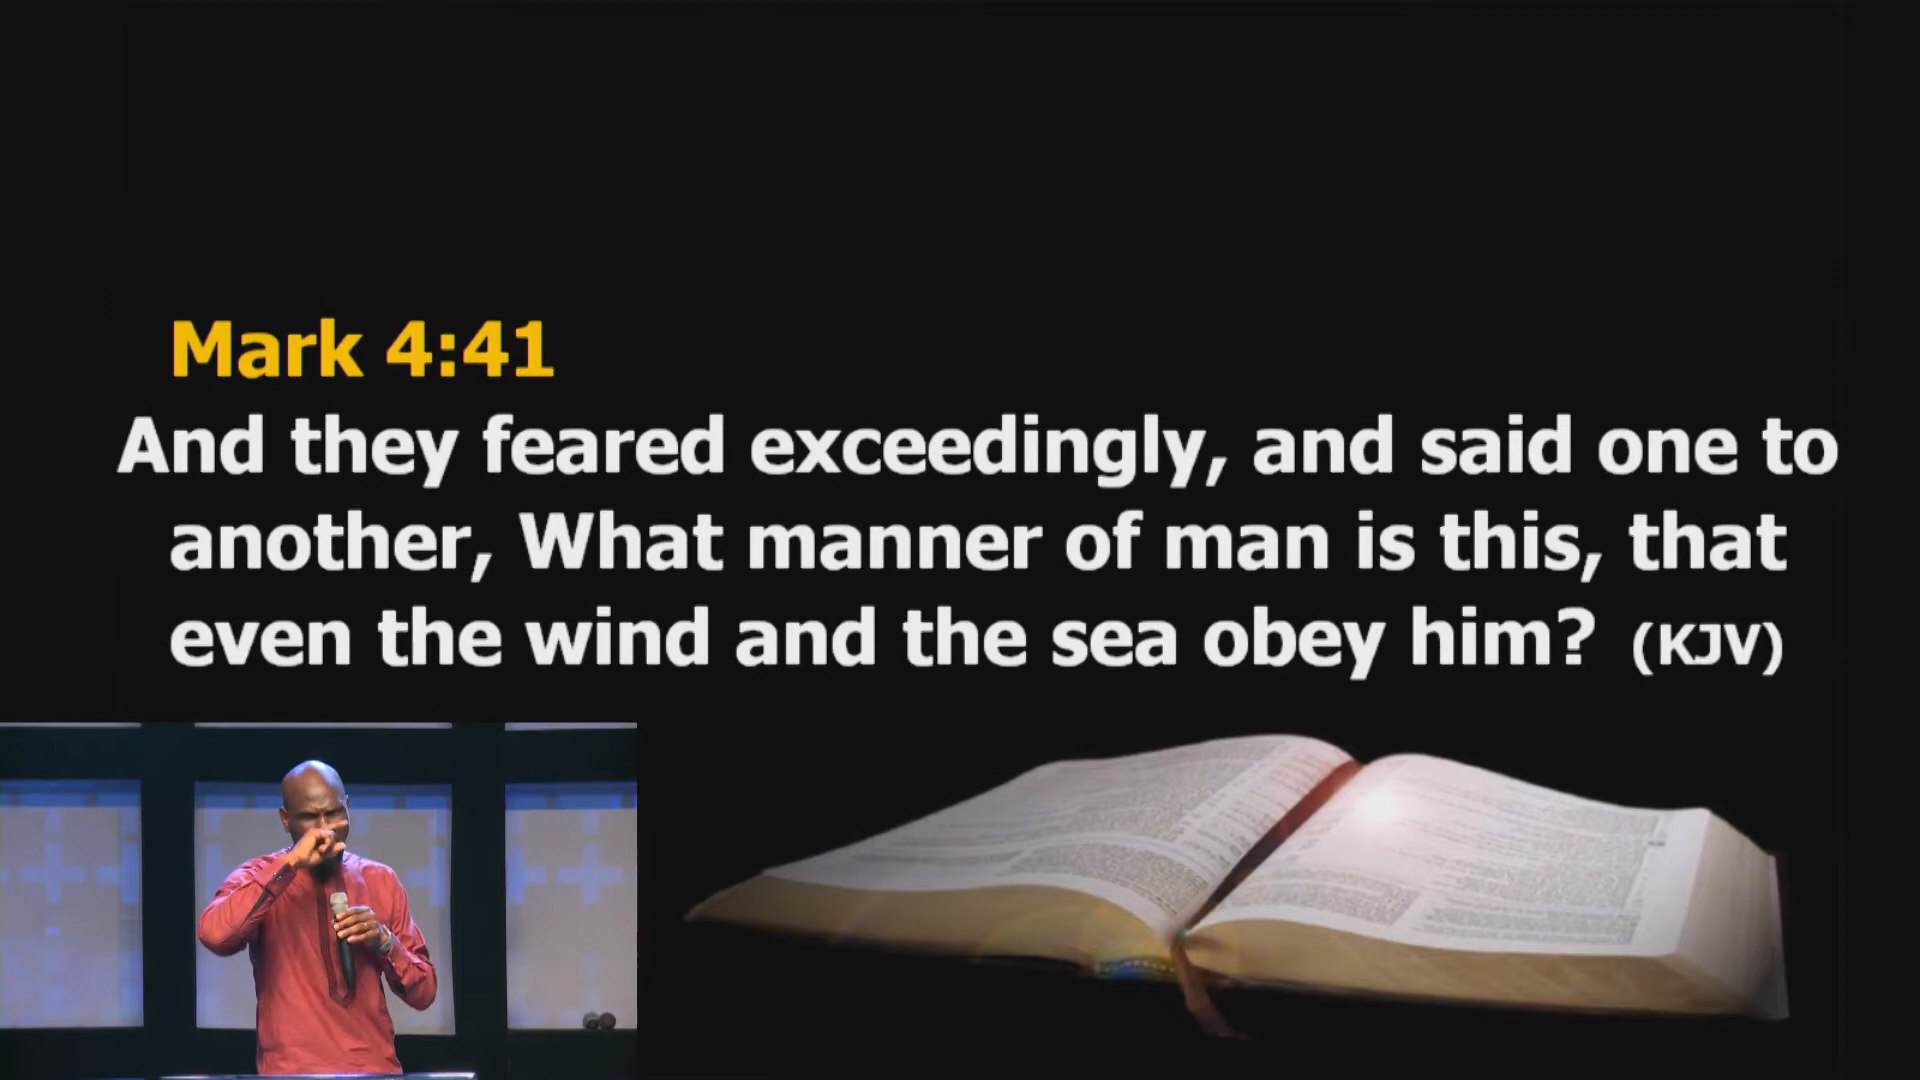 Mark 4:41
And they feared exceedingly, and said one to
another, What manner of man is this, that
even the wind and the sea obey him? (KJV)